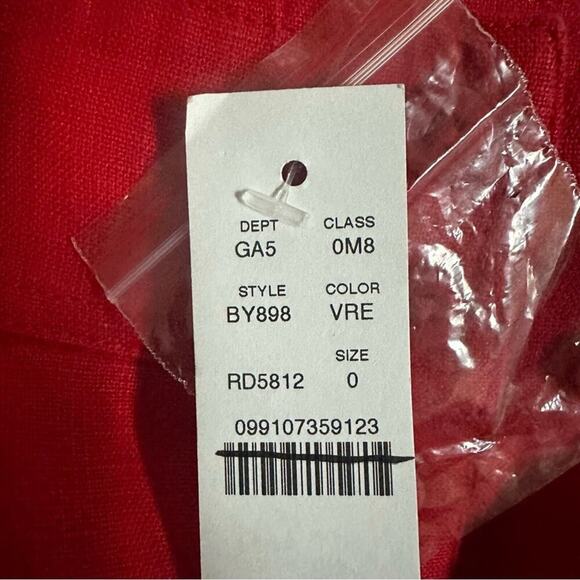 DEPT CLASS
GA5 0M8
STYLE COLOR
BY898 VRE
SIZE
RD5812 0
099107359123